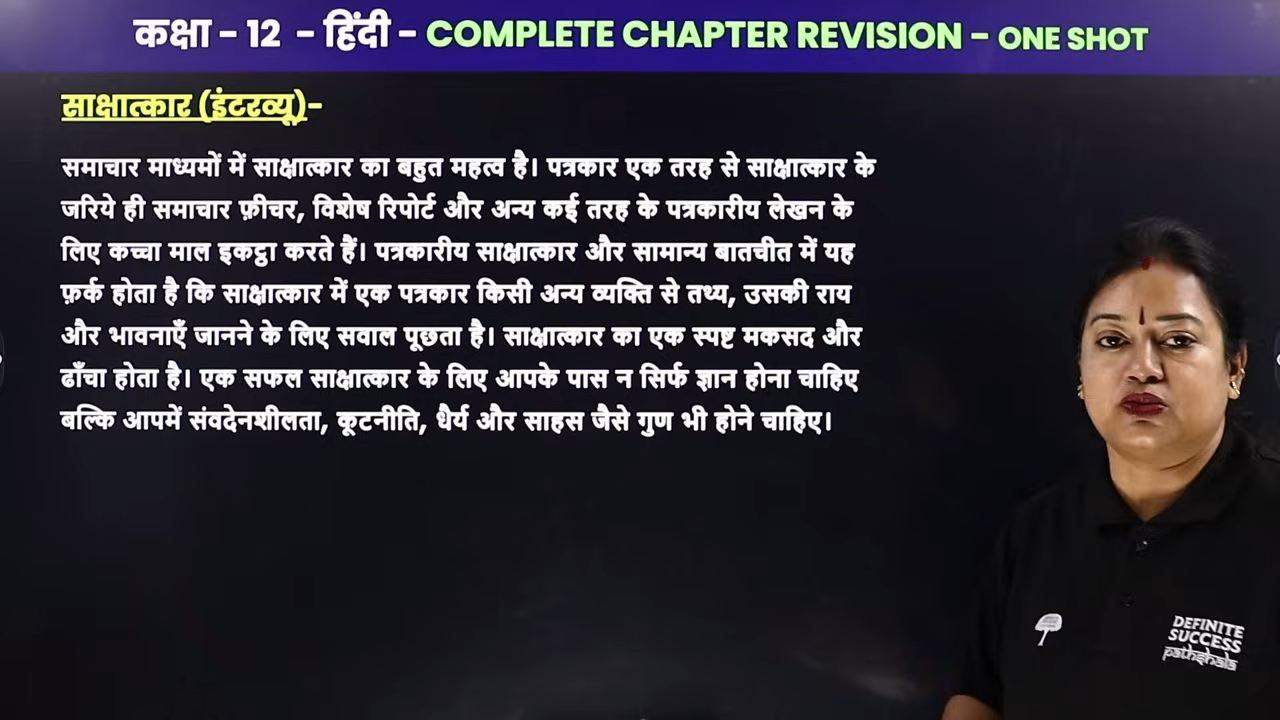 कक्षा - 12 - हिंदी - COMPLETE CHAPTER REVISION - ONE SHOT
साक्षात्कार (इंटरव्यू)-
समाचार माध्यमों में साक्षात्कार का बहुत महत्व है। पत्रकार एक तरह से साक्षात्कार के
जरिये ही समाचार फ़ीचर, विशेष रिपोर्ट और अन्य कई तरह के पत्रकारीय लेखन के
लिए कच्चा माल इकट्ठा करते हैं। पत्रकारीय साक्षात्कार और सामान्य बातचीत में यह
फ़र्क होता है कि साक्षात्कार में एक पत्रकार किसी अन्य व्यक्ति से तथ्य, उसकी राय
और भावनाएँ जानने के लिए सवाल पूछता है। साक्षात्कार का एक स्पष्ट मकसद और
ढाँचा होता है। एक सफल साक्षात्कार के लिए आपके पास न सिर्फ ज्ञान होना चाहिए
बल्कि आपमें संवदेनशीलता, कूटनीति, धैर्य और साहस जैसे गुण भी होने चाहिए।
DEFINITE
SUCCESS
pathshala